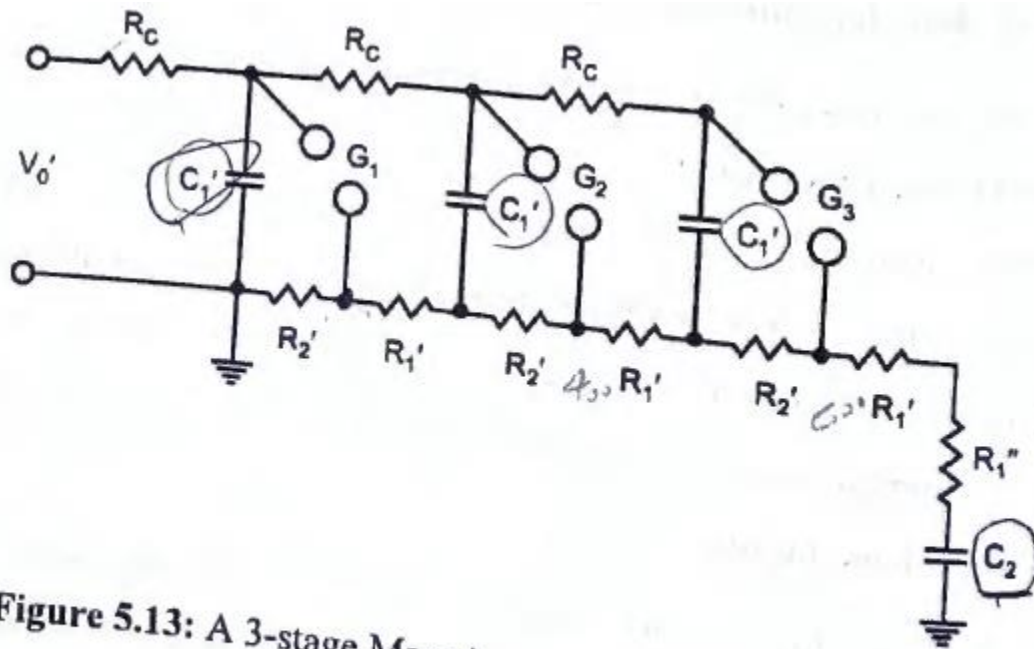 R_C R_C R_C
V_0' C_1' G_1 C_1' G_2 C_1' G_3
R_2' R_1' R_2' R_1' R_2' R_1'
R_1''
C_2
Figure 5.13: A 3-stage